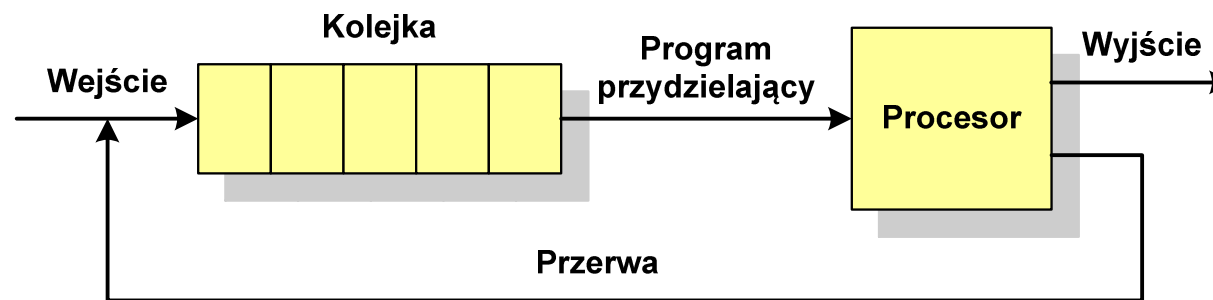 Kolejka
Wejście
Program
przydzielający
Procesor
Wyjście
Przerwa